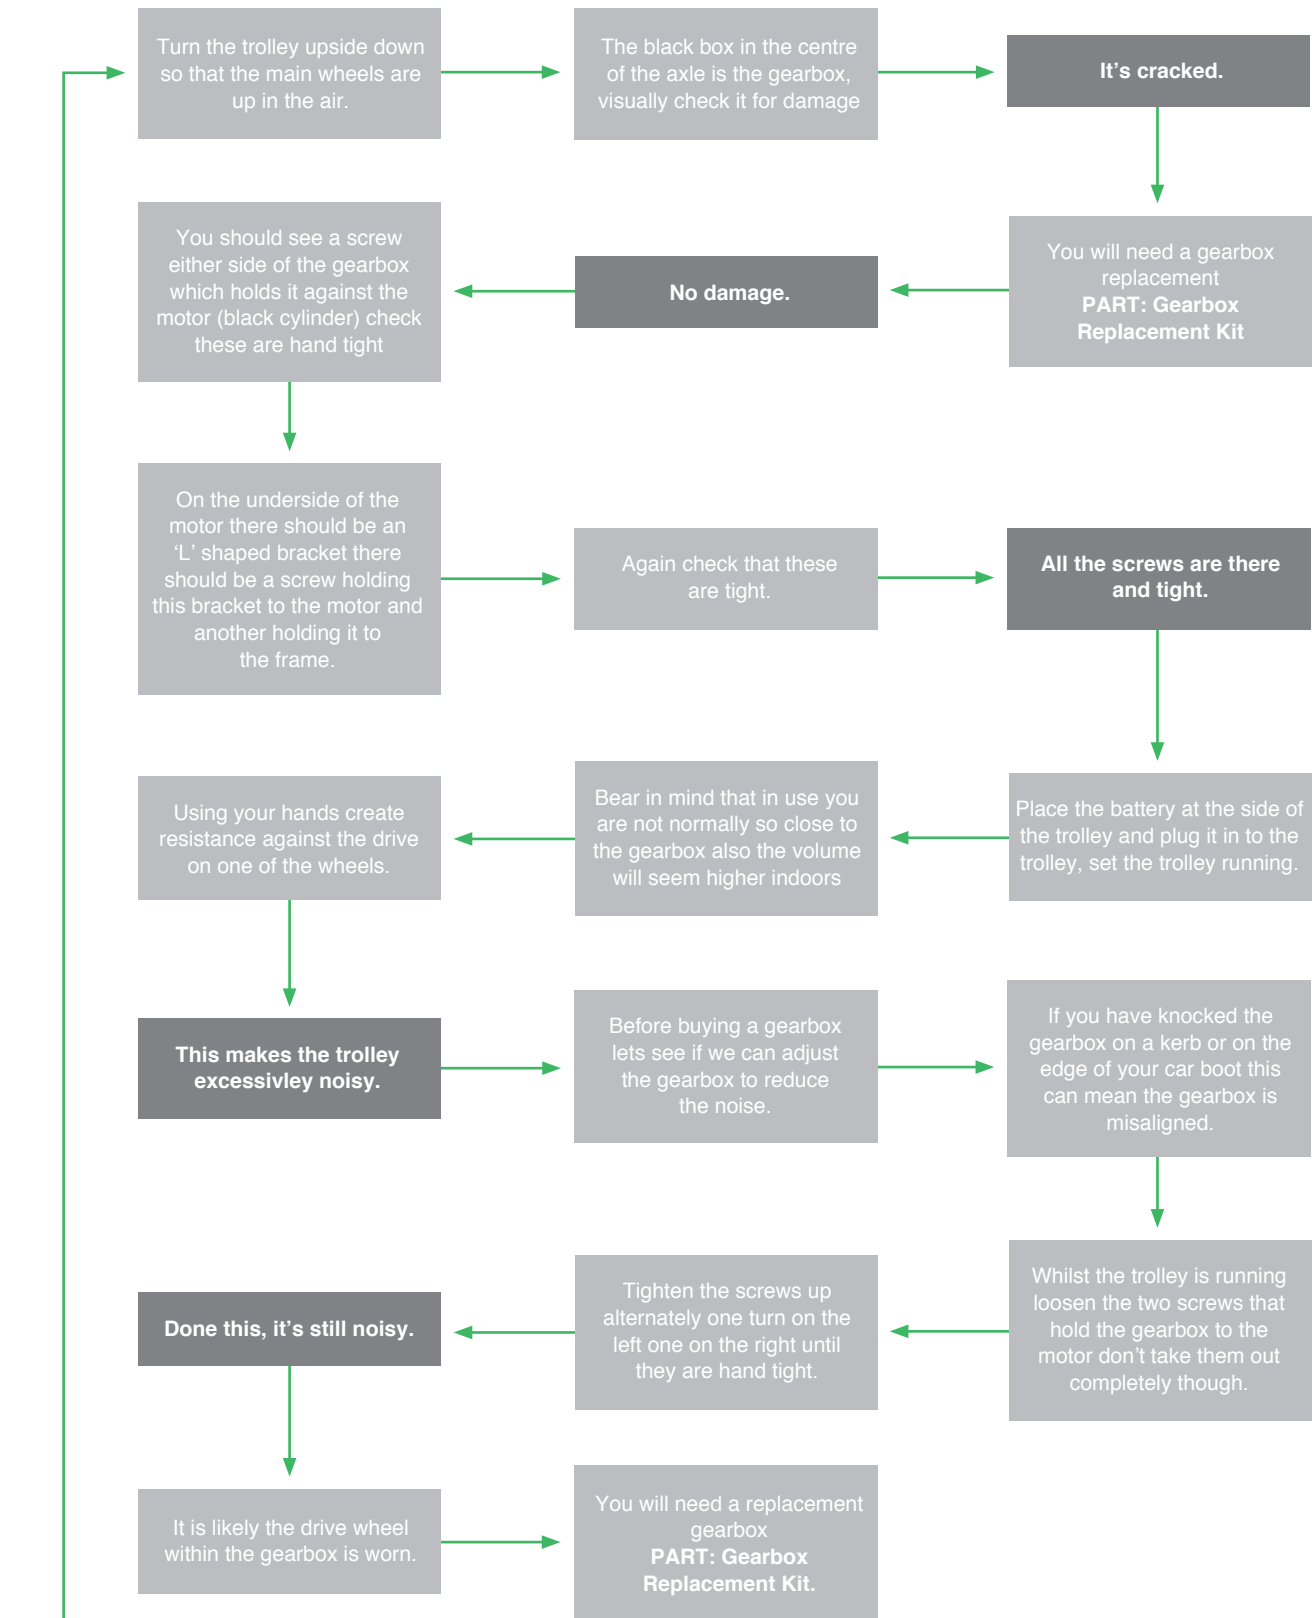 Turn the trolley upside down
so that the main wheels are
up in the air.
The black box in the centre
of the axle is the gearbox,
visually check it for damage
It's cracked.
You will need a gearbox
replacement
PART: Gearbox
Replacement Kit
No damage.
You should see a screw
either side of the gearbox
which holds it against the
motor (black cylinder) check
these are hand tight
On the underside of the
motor there should be an
‘L’ shaped bracket there
should be a screw holding
this bracket to the motor and
another holding it to
the frame.
Again check that these
are tight.
All the screws are there
and tight.
Place the battery at the side of
the trolley and plug it in to the
trolley, set the trolley running.
Bear in mind that in use you
are not normally so close to
the gearbox also the volume
will seem higher indoors
Using your hands create
resistance against the drive
on one of the wheels.
This makes the trolley
excessivley noisy.
Before buying a gearbox
lets see if we can adjust
the gearbox to reduce
the noise.
If you have knocked the
gearbox on a kerb or on the
edge of your car boot this
can mean the gearbox is
misaligned.
Whilst the trolley is running
loosen the two screws that
hold the gearbox to the
motor don’t take them out
completely though.
Tighten the screws up
alternately one turn on the
left one on the right until
they are hand tight.
Done this, it’s still noisy.
It is likely the drive wheel
within the gearbox is worn.
You will need a replacement
gearbox
PART: Gearbox
Replacement Kit.